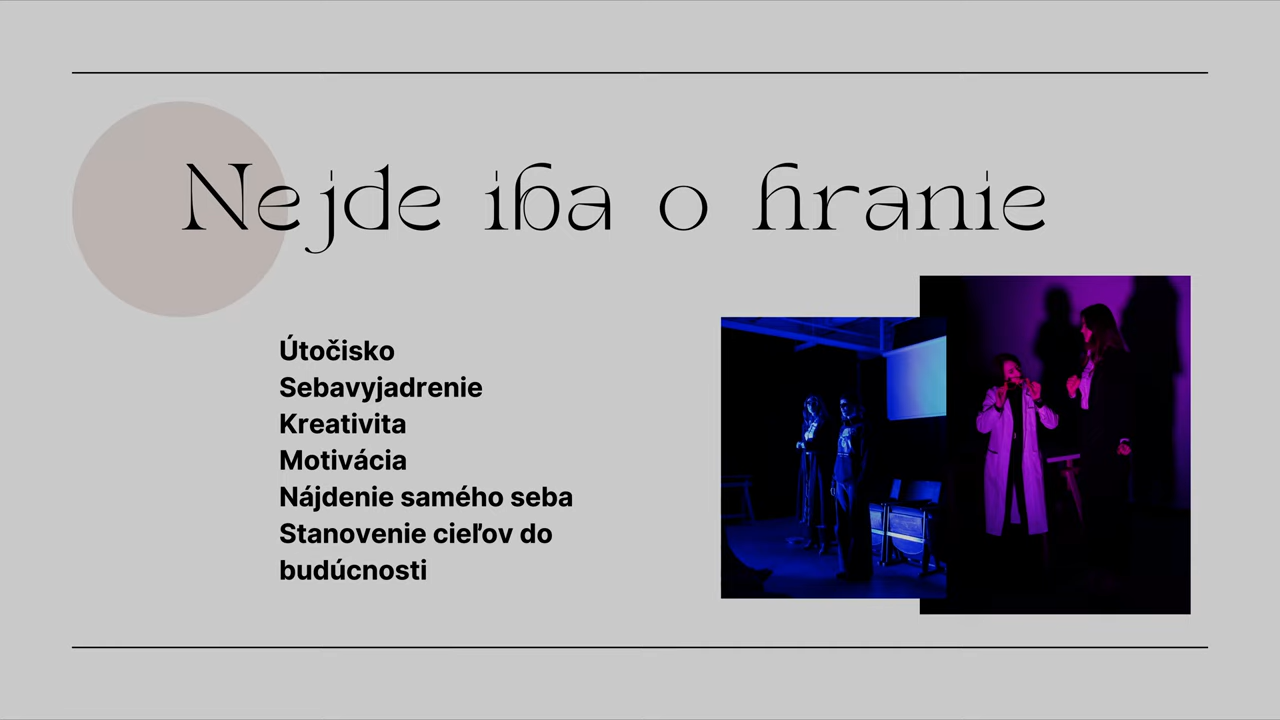 Nejde iba o hranie
Útočisko
Sebavyjadrenie
Kreativita
Motivácia
Nájdenie samého seba
Stanovenie cieľov do
budúcnosti